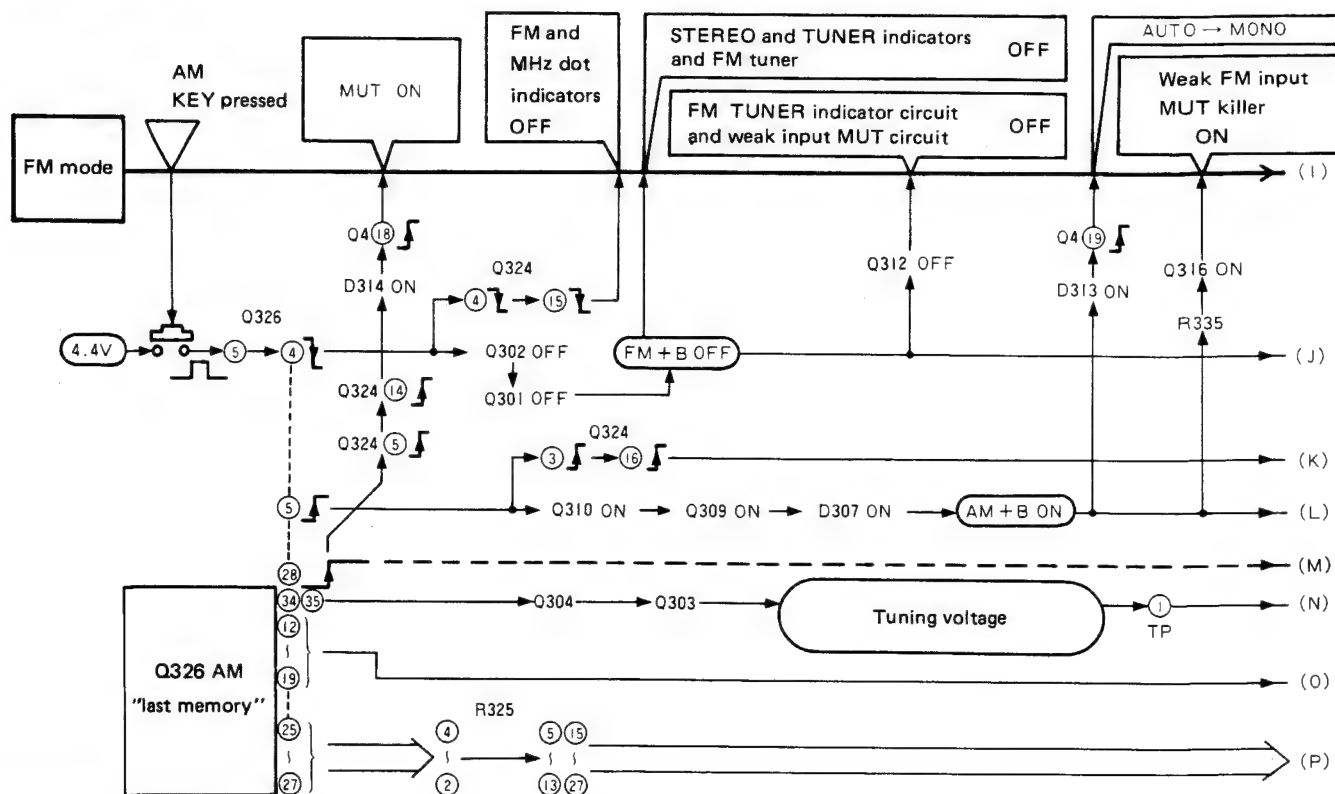 FM mode
AM
KEY pressed
MUT ON
FM and
MHz dot
indicators
OFF
STEREO and TUNER indicators
and FM tuner
OFF
FM TUNER indicator circuit
and weak input MUT circuit
OFF
AUTO → MONO
Weak FM input
MUT killer
ON
(I)
Q4 18
D314 ON
Q324
4 15
Q312 OFF
Q4 19
D313 ON
Q316 ON
R335
4.4V
Q326
5 4
Q302 OFF
Q301 OFF
FM + B OFF
(J)
Q324 14
Q324 5
Q324
3 16
(K)
5
Q310 ON
Q309 ON
D307 ON
AM + B ON
(L)
28
(M)
34 35
Q304
Q303
Tuning voltage
1
TP
(N)
Q326 AM
"last memory"
12
~
19
(O)
25
~
27
R325
4
~
2
5 15
~ ~
13 27
(P)